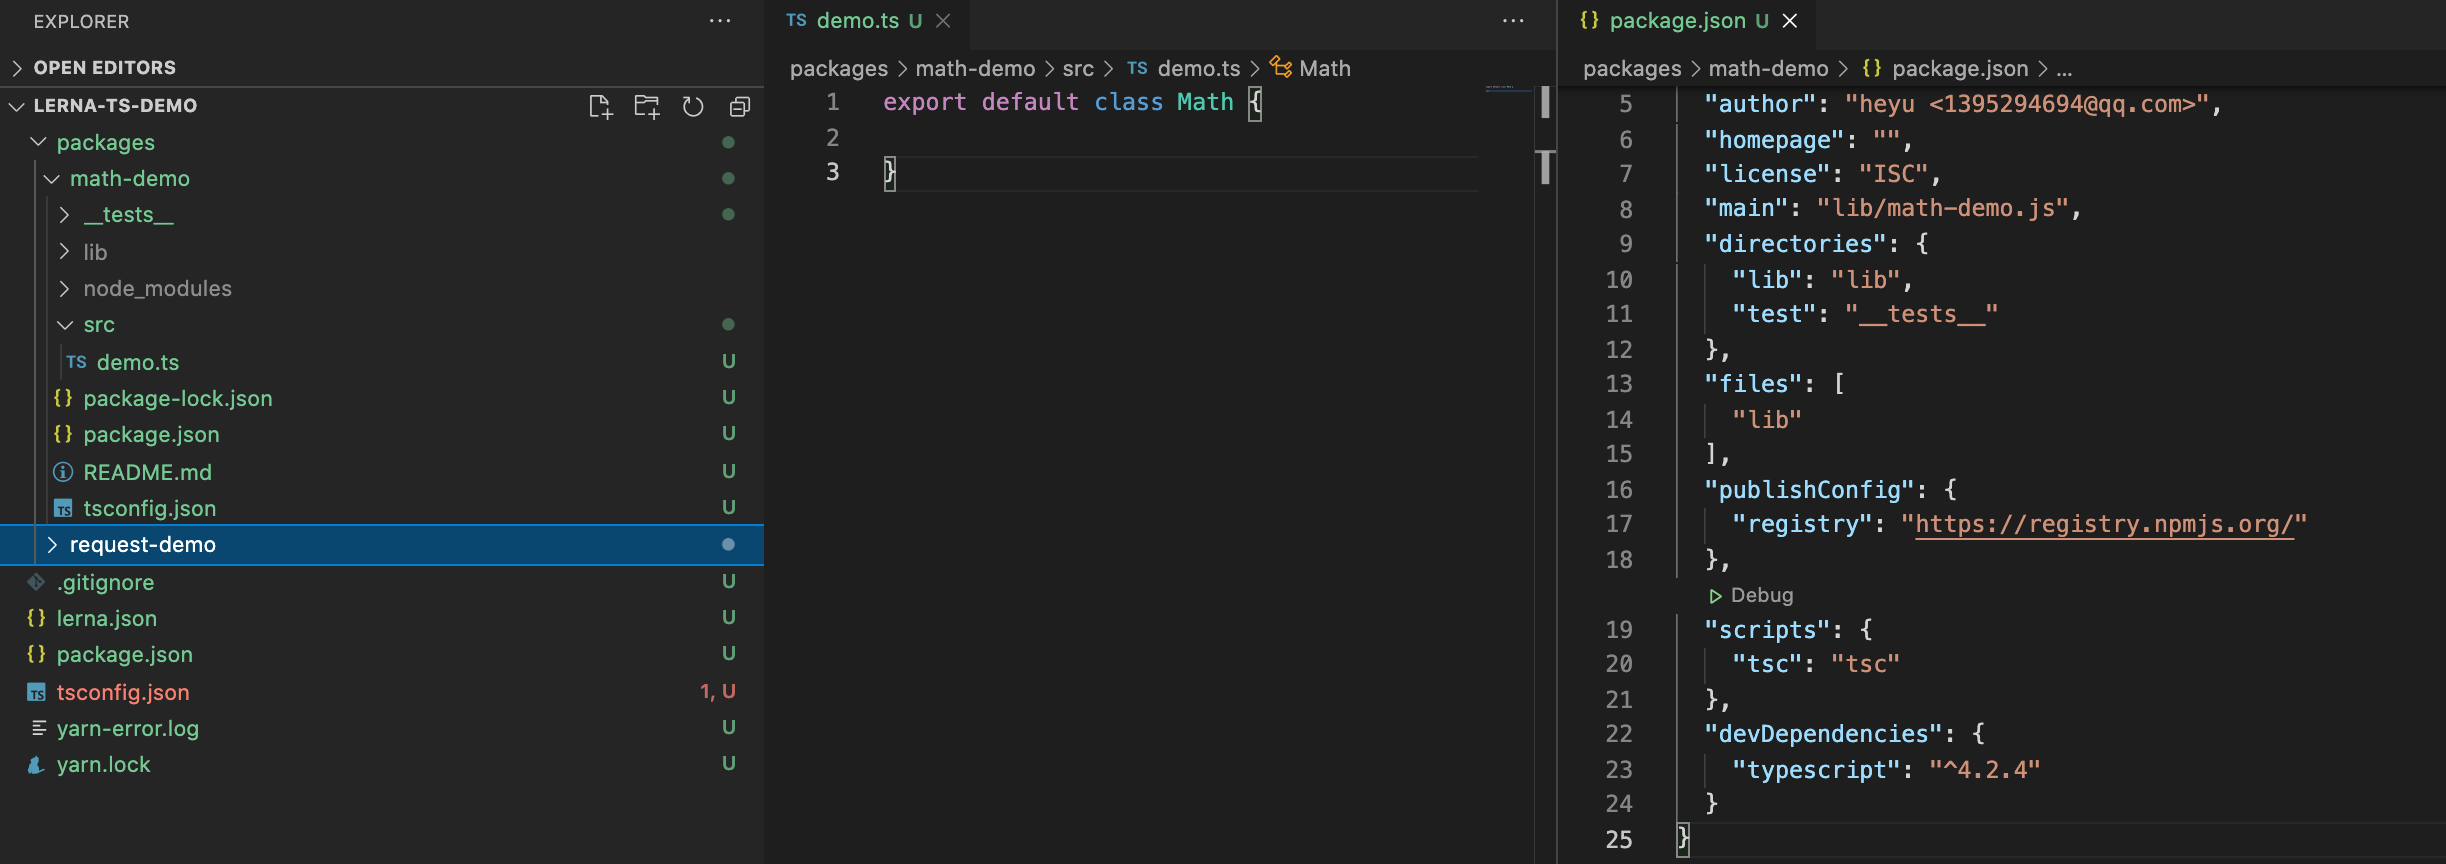 EXPLORER
OPEN EDITORS
LERNA-TS-DEMO
packages
math-demo
__tests__
lib
node_modules
src
TS demo.ts U
{} package-lock.json U
{} package.json U
README.md U
TS tsconfig.json U
request-demo
.gitignore U
{} lerna.json U
{} package.json U
TS tsconfig.json 1, U
yarn-error.log U
yarn.lock U
TS demo.ts U
packages > math-demo > src > TS demo.ts > Math
1 export default class Math {
2
3 }
{} package.json U
packages > math-demo > {} package.json > ...
5 "author": "heyu <1395294694@qq.com>",
6 "homepage": "",
7 "license": "ISC",
8 "main": "lib/math-demo.js",
9 "directories": {
10 "lib": "lib",
11 "test": "__tests__"
12 },
13 "files": [
14 "lib"
15 ],
16 "publishConfig": {
17 "registry": "https://registry.npmjs.org/"
18 },
Debug
19 "scripts": {
20 "tsc": "tsc"
21 },
22 "devDependencies": {
23 "typescript": "^4.2.4"
24 }
25 }